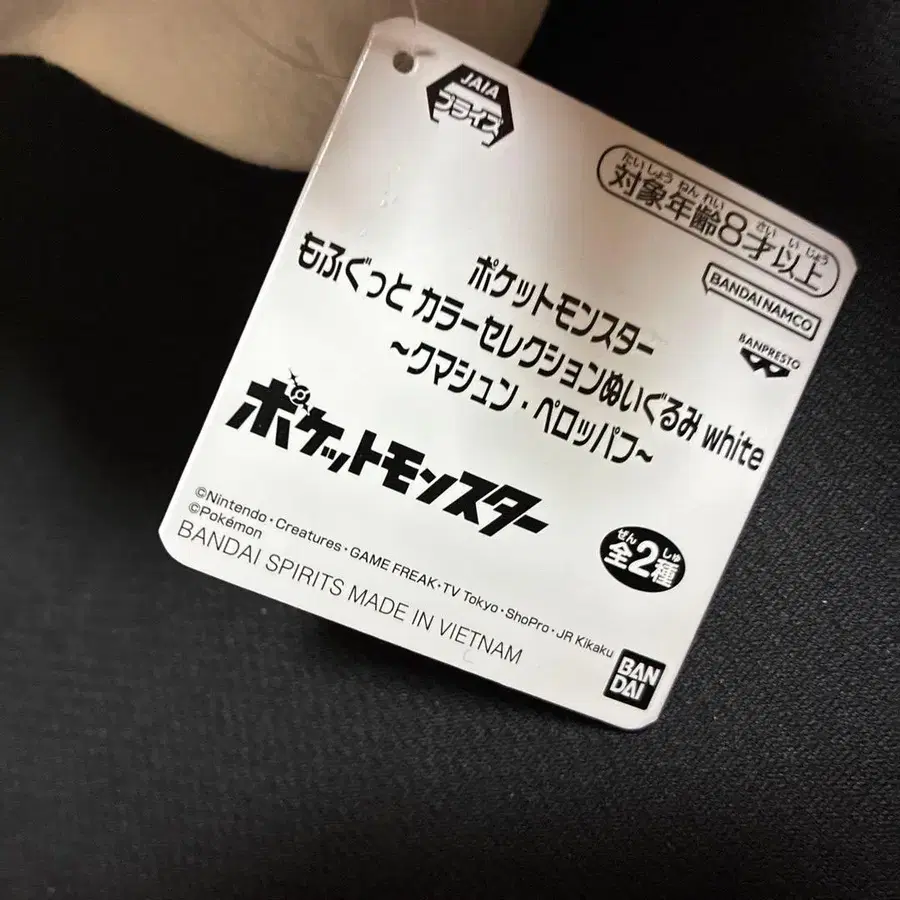 JAIA
プライズ
たいしょうねんれい さいいじょう
対象年齢8才以上
BANDAI NAMCO
BANPRESTO
ポケットモンスター
もふぐっと カラーセレクションぬいぐるみ white
~クマシュン・ペロッパフ~
ポケットモンスター
ぜん しゅ
全2種
©Nintendo・Creatures・GAME FREAK・TV Tokyo・ShoPro・JR Kikaku
©Pokémon
BANDAI SPIRITS MADE IN VIETNAM
BAN
DAI